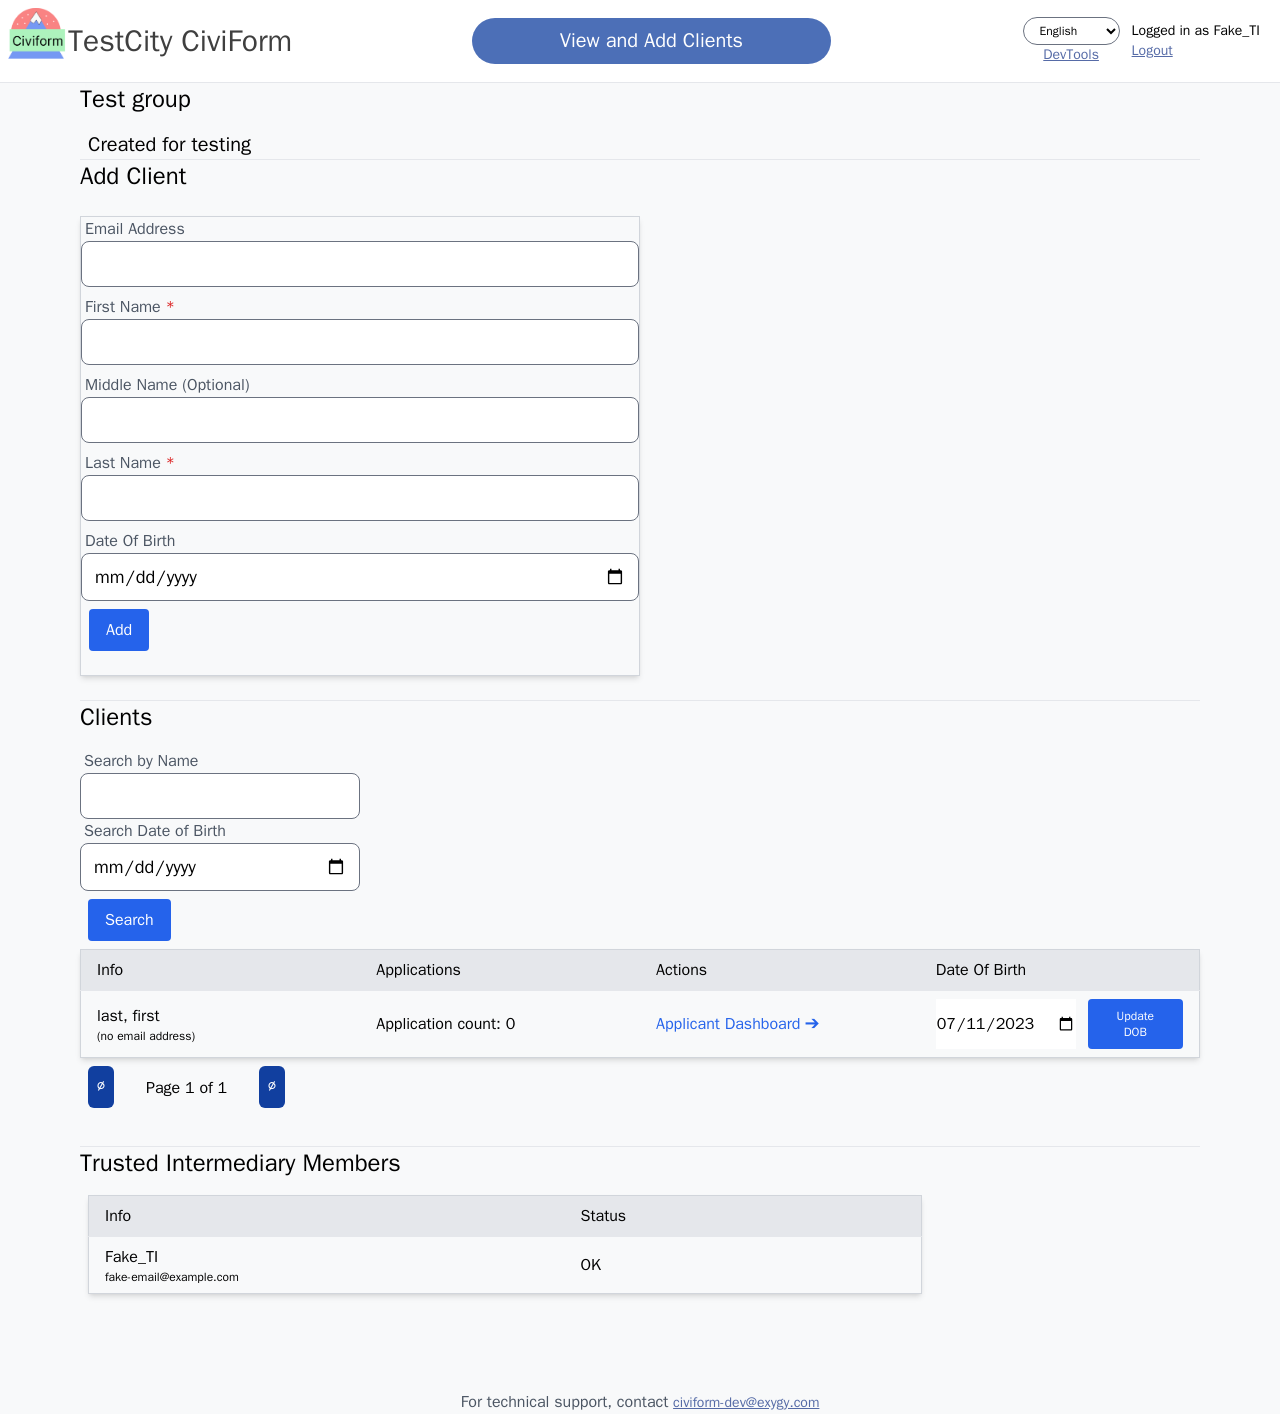 Civiform
TestCity CiviForm
View and Add Clients
English
DevTools
Logged in as Fake_TI
Logout
Test group
Created for testing
Add Client
Email Address
First Name *
Middle Name (Optional)
Last Name *
Date Of Birth
mm/dd/yyyy
Add
Clients
Search by Name
Search Date of Birth
mm/dd/yyyy
Search
Info Applications Actions Date Of Birth
last, first
(no email address)
Application count: 0
Applicant Dashboard ➔
07/11/2023
Update
DOB
∅ Page 1 of 1 ∅
Trusted Intermediary Members
Info Status
Fake_TI
fake-email@example.com
OK
For technical support, contact civiform-dev@exygy.com